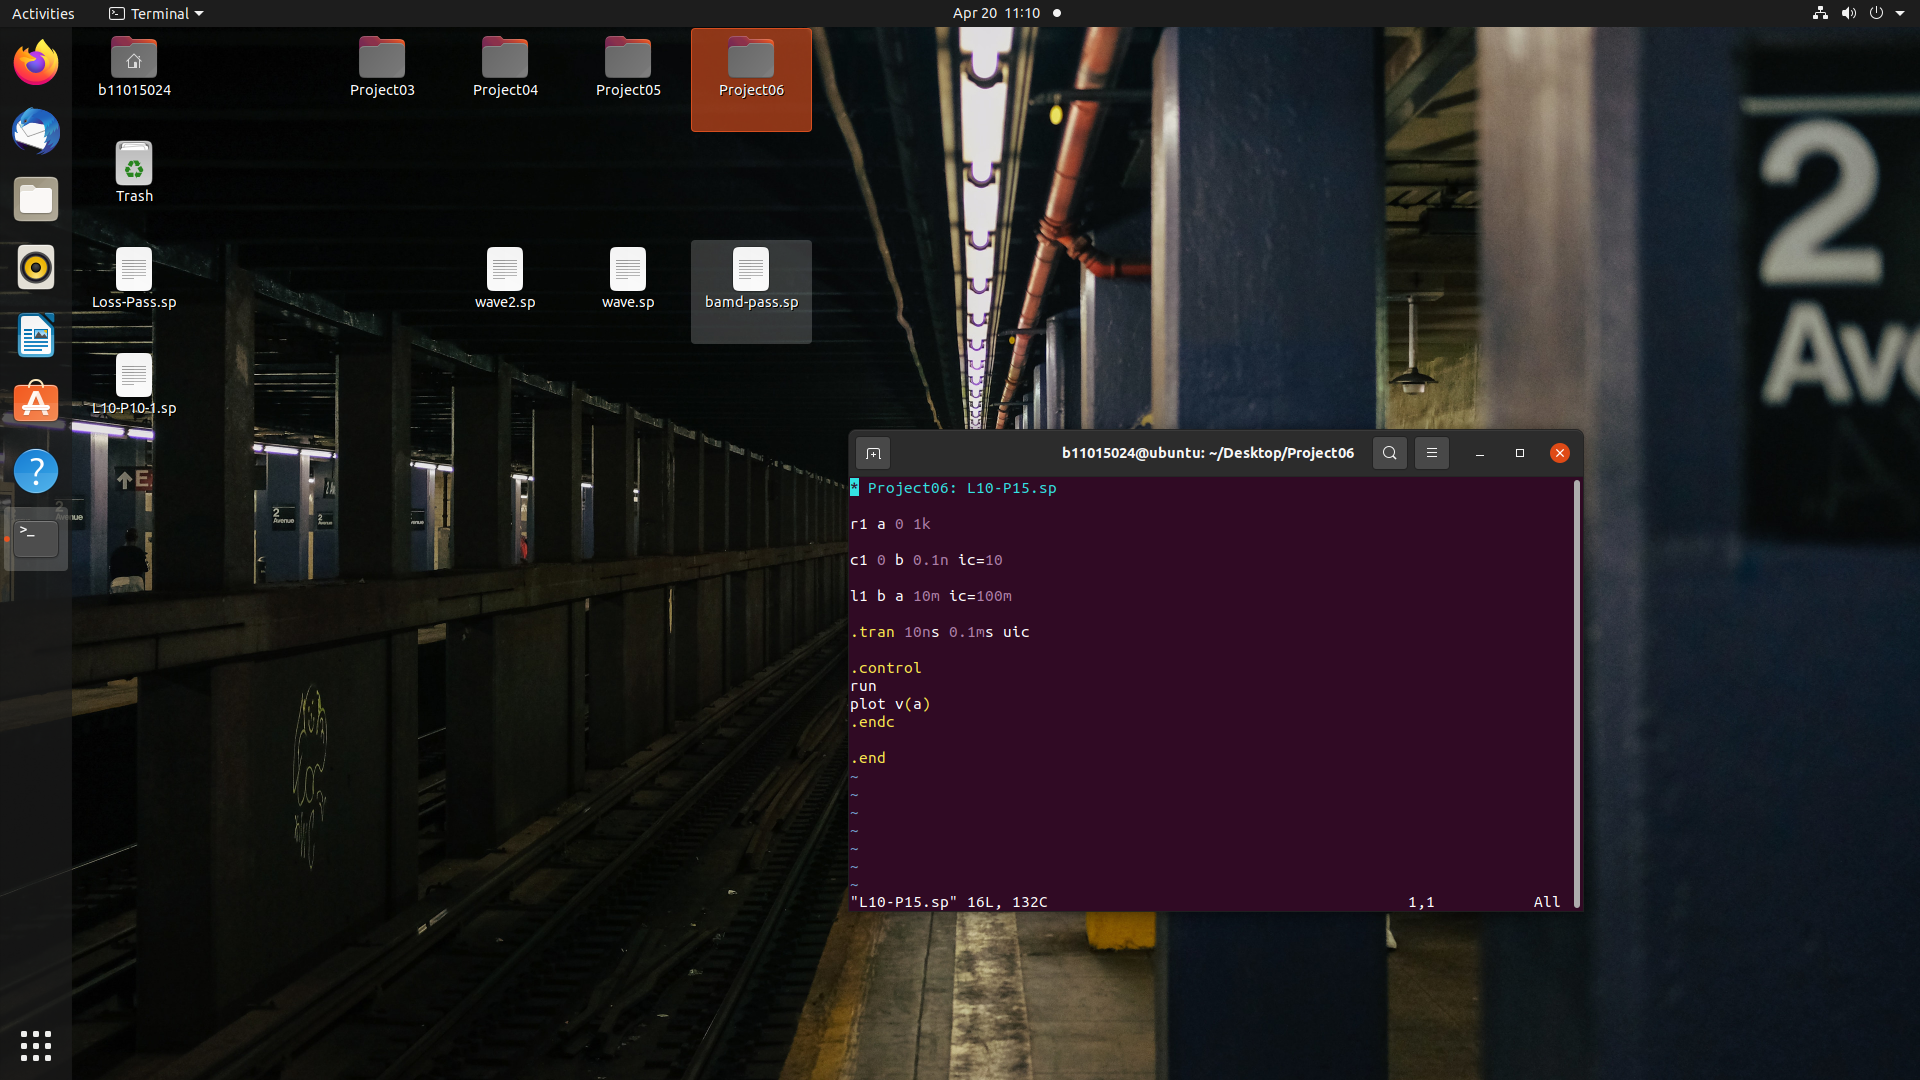 Activities
Terminal
Apr 20 11:10
b11015024
Project03
Project04
Project05
Project06
Trash
Loss-Pass.sp
wave2.sp
wave.sp
bamd-pass.sp
L10-P10-1.sp
2
Ave
2
Avenue
b11015024@ubuntu: ~/Desktop/Project06
* Project06: L10-P15.sp
r1 a 0 1k
c1 0 b 0.1n ic=10
l1 b a 10m ic=100m
.tran 10ns 0.1ms uic
.control
run
plot v(a)
.endc
.end
~
~
~
~
~
~
~
"L10-P15.sp" 16L, 132C
1,1
All